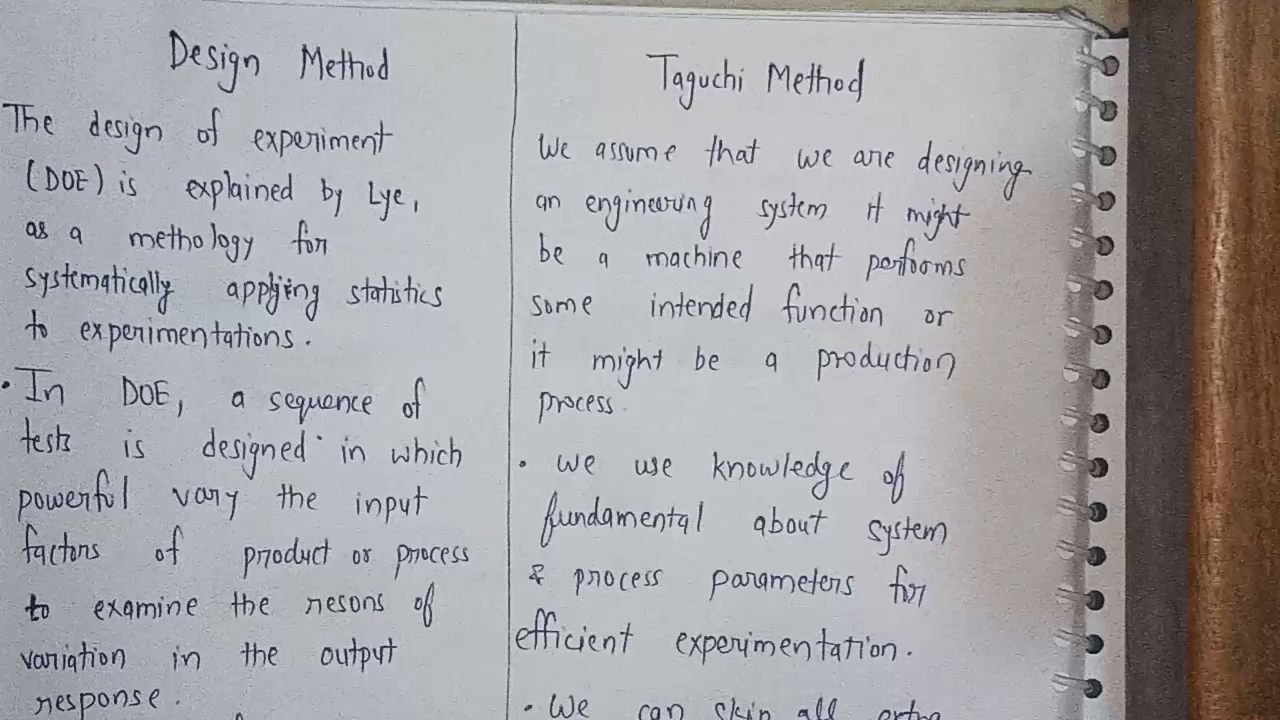 Design Method
The design of experiment
(DOE) is explained by Lye,
as a methology for
systematically applying statistics
to experimentations.
• In DOE, a sequence of
tests is designed in which
powerful vary the input
factors of product or process
to examine the resons of
variation in the output
response.
Taguchi Method
We assume that we are designing
an engineering system it might
be a machine that performs
some intended function or
it might be a production
process.
• We use knowledge of
fundamental about system
& process parameters for
efficient experimentation.
• We can skip all extra